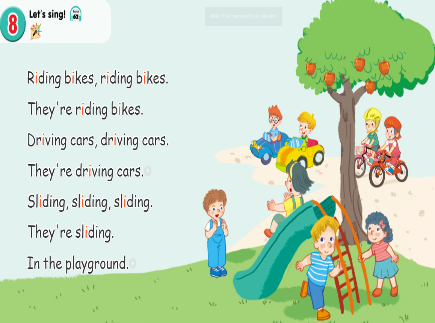 8
Let's sing!
Riding bikes, riding bikes.
They're riding bikes.
Driving cars, driving cars.
They're driving cars.
Sliding, sliding, sliding.
They're sliding.
In the playground.